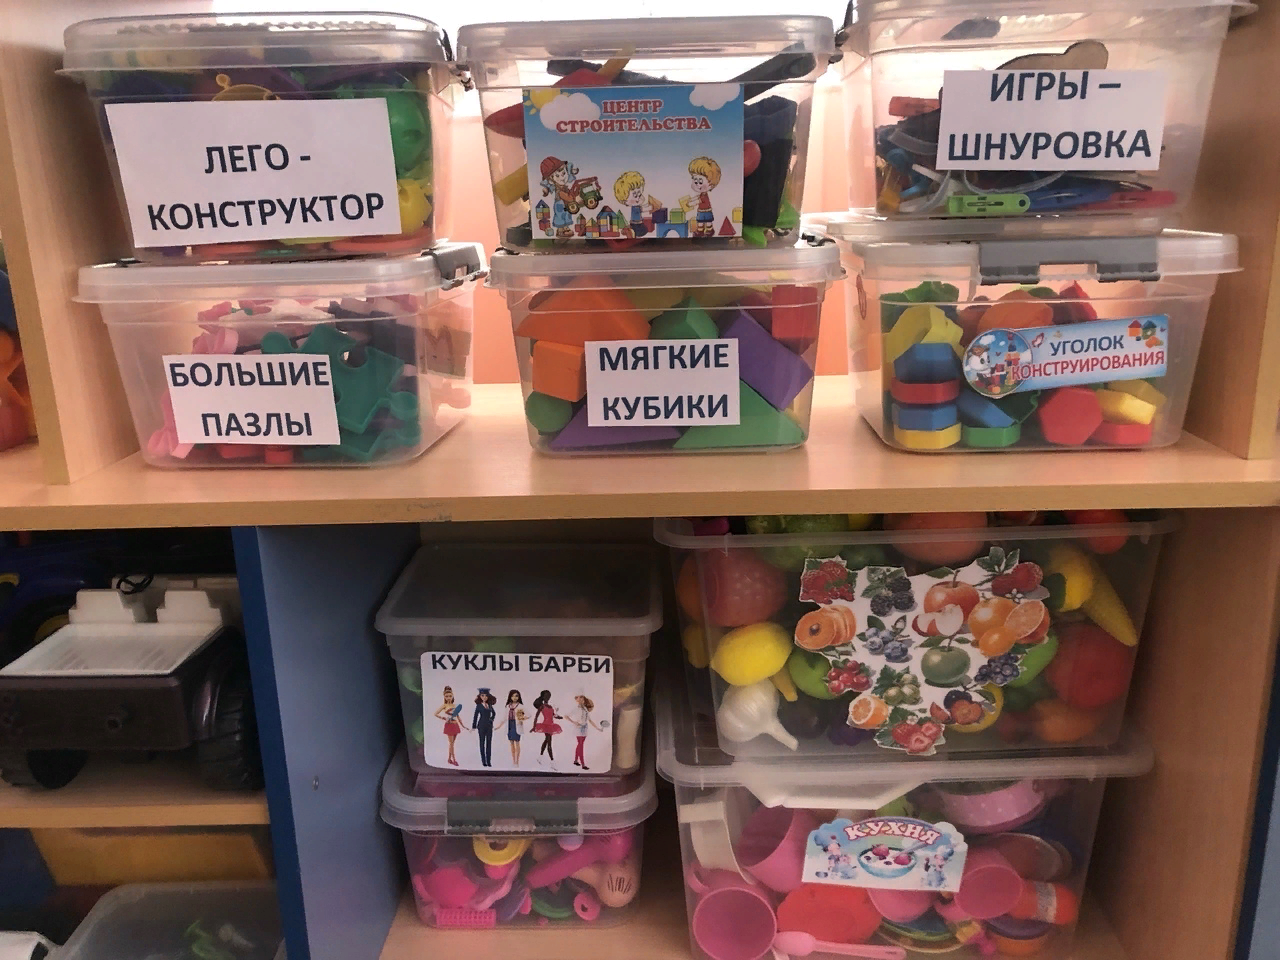 ЛЕГО -
КОНСТРУКТОР
ЦЕНТР
СТРОИТЕЛЬСТВА
ИГРЫ –
ШНУРОВКА
БОЛЬШИЕ
ПАЗЛЫ
МЯГКИЕ
КУБИКИ
УГОЛОК
КОНСТРУИРОВАНИЯ
КУКЛЫ БАРБИ
КУХНЯ